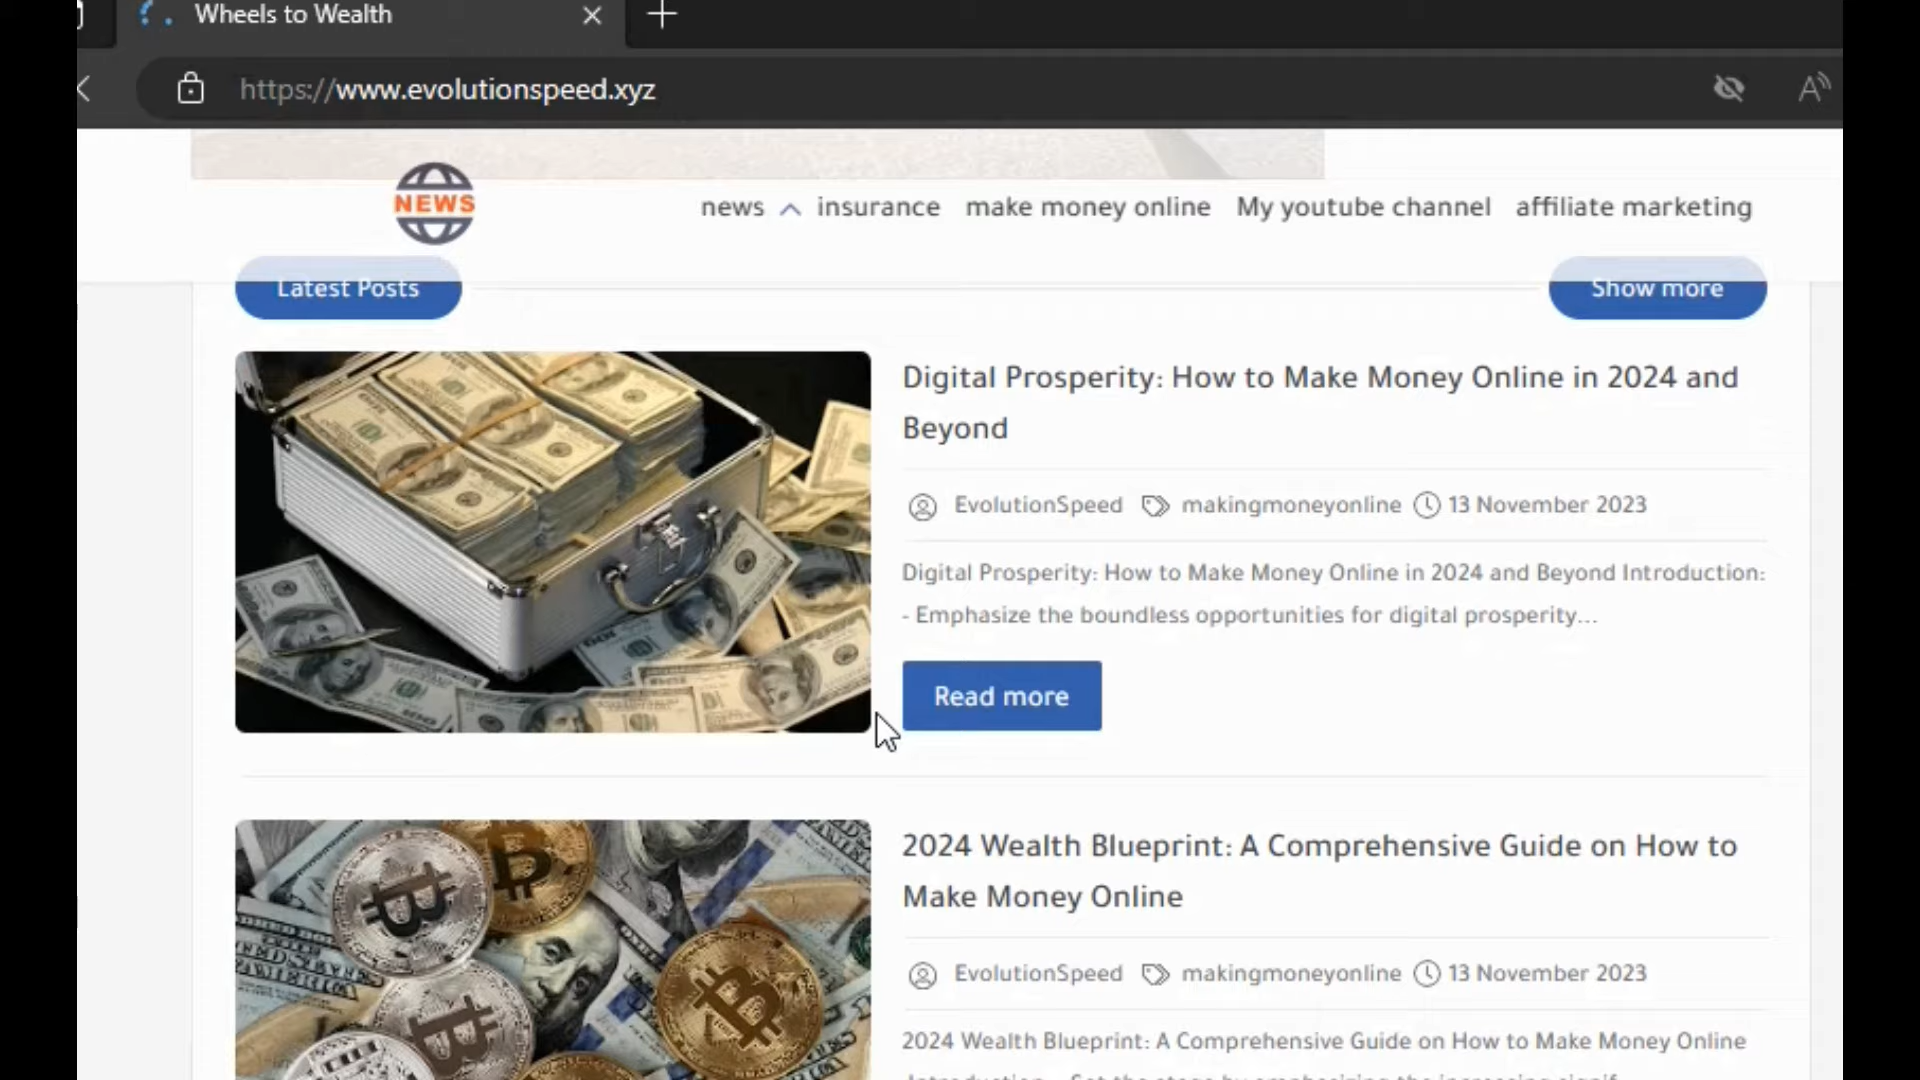 Wheels to Wealth
https://www.evolutionspeed.xyz
NEWS
news insurance make money online My youtube channel affiliate marketing
Latest Posts
Show more
Digital Prosperity: How to Make Money Online in 2024 and
Beyond
EvolutionSpeed makingmoneyonline 13 November 2023
Digital Prosperity: How to Make Money Online in 2024 and Beyond Introduction:
- Emphasize the boundless opportunities for digital prosperity...
Read more
2024 Wealth Blueprint: A Comprehensive Guide on How to
Make Money Online
EvolutionSpeed makingmoneyonline 13 November 2023
2024 Wealth Blueprint: A Comprehensive Guide on How to Make Money Online